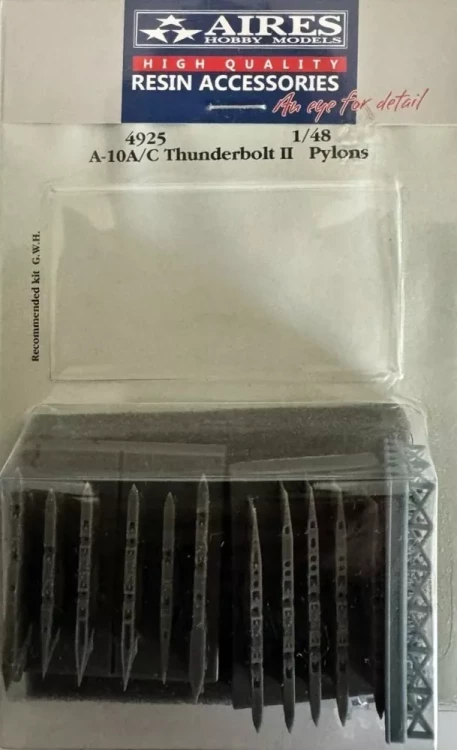 AIRES
HOBBY MODELS
HIGH QUALITY
RESIN ACCESSORIES
An eye for detail
4925 1/48
A-10A/C Thunderbolt II Pylons
Recommended kit G.W.H.